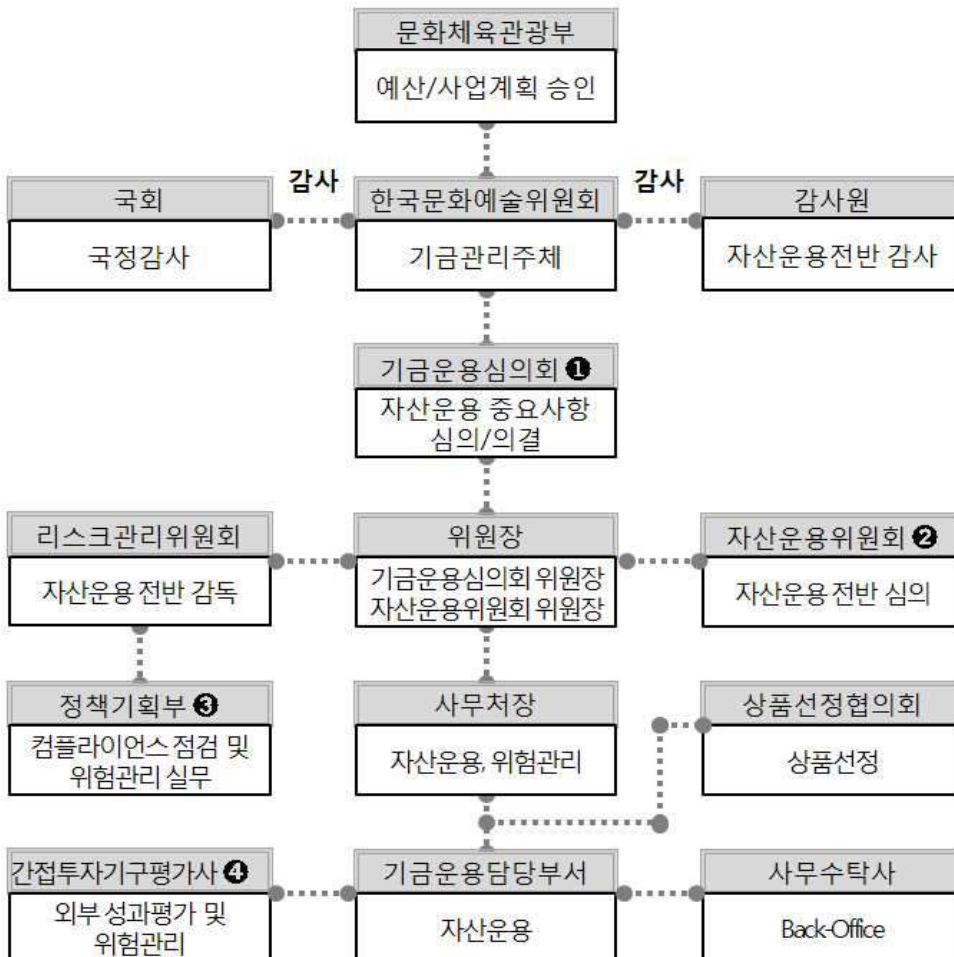 문화체육관광부
예산/사업계획 승인
감사
감사
국회
한국문화예술위원회
감사원
국정감사
기금관리주체
자산운용전반 감사
기금운용심의회 ❶
자산운용 중요사항
심의/의결
리스크관리위원회
위원장
자산운용위원회 ❷
자산운용 전반 감독
기금운용심의회 위원장
자산운용위원회 위원장
자산운용 전반 심의
정책기획부 ❸
사무처장
상품선정협의회
컴플라이언스 점검 및
위험관리 실무
자산운용, 위험관리
상품선정
간접투자기구평가사 ❹
기금운용담당부서
사무수탁사
외부 성과평가 및
위험관리
자산운용
Back-Office